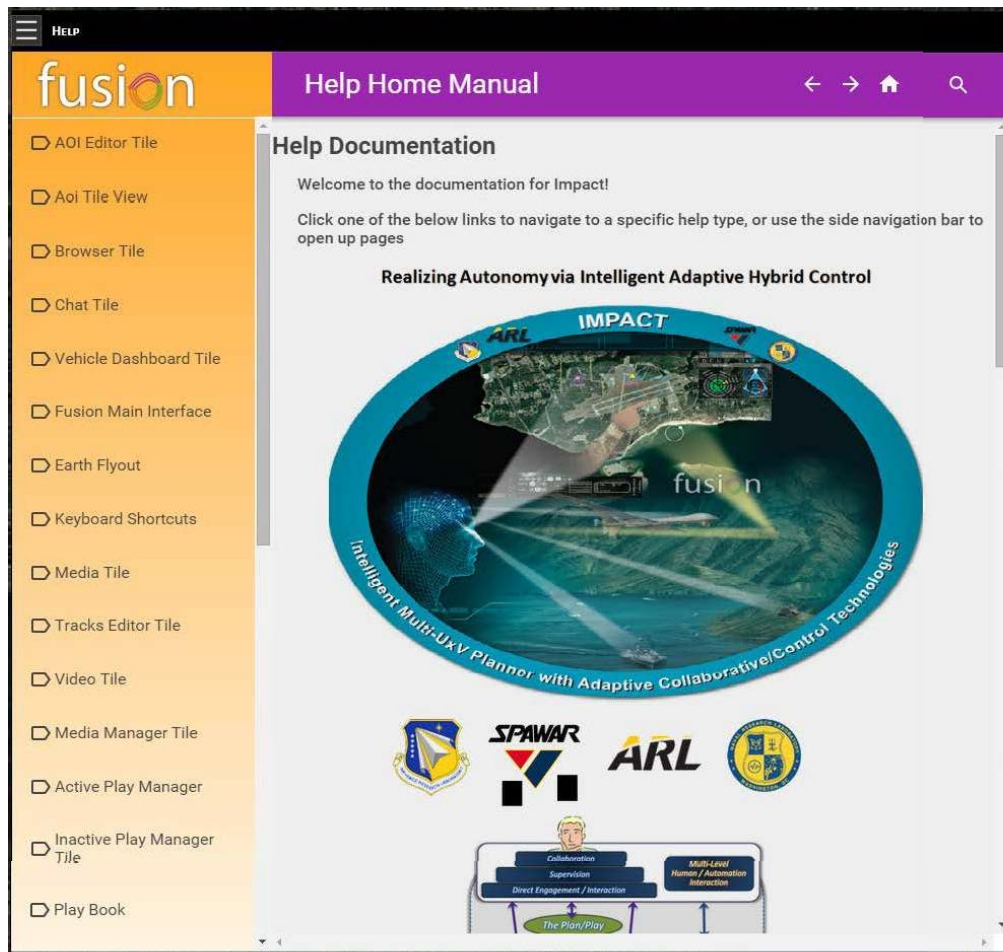 HELP
fusion
Help Home Manual
AOI Editor Tile
Aoi Tile View
Browser Tile
Chat Tile
Vehicle Dashboard Tile
Fusion Main Interface
Earth Flyout
Keyboard Shortcuts
Media Tile
Tracks Editor Tile
Video Tile
Media Manager Tile
Active Play Manager
Inactive Play Manager
Tile
Play Book
Help Documentation
Welcome to the documentation for Impact!
Click one of the below links to navigate to a specific help type, or use the side navigation bar to
open up pages
Realizing Autonomy via Intelligent Adaptive Hybrid Control
IMPACT
ARL
fusion
Intelligent Multi-UxV Plannor with Adaptive Collaborative/Control Technologies
SPAWAR
ARL
Collaboration
Supervision
Direct Engagement / Interaction
Multi-Level
Human / Automation
Interaction
The Plan/Play